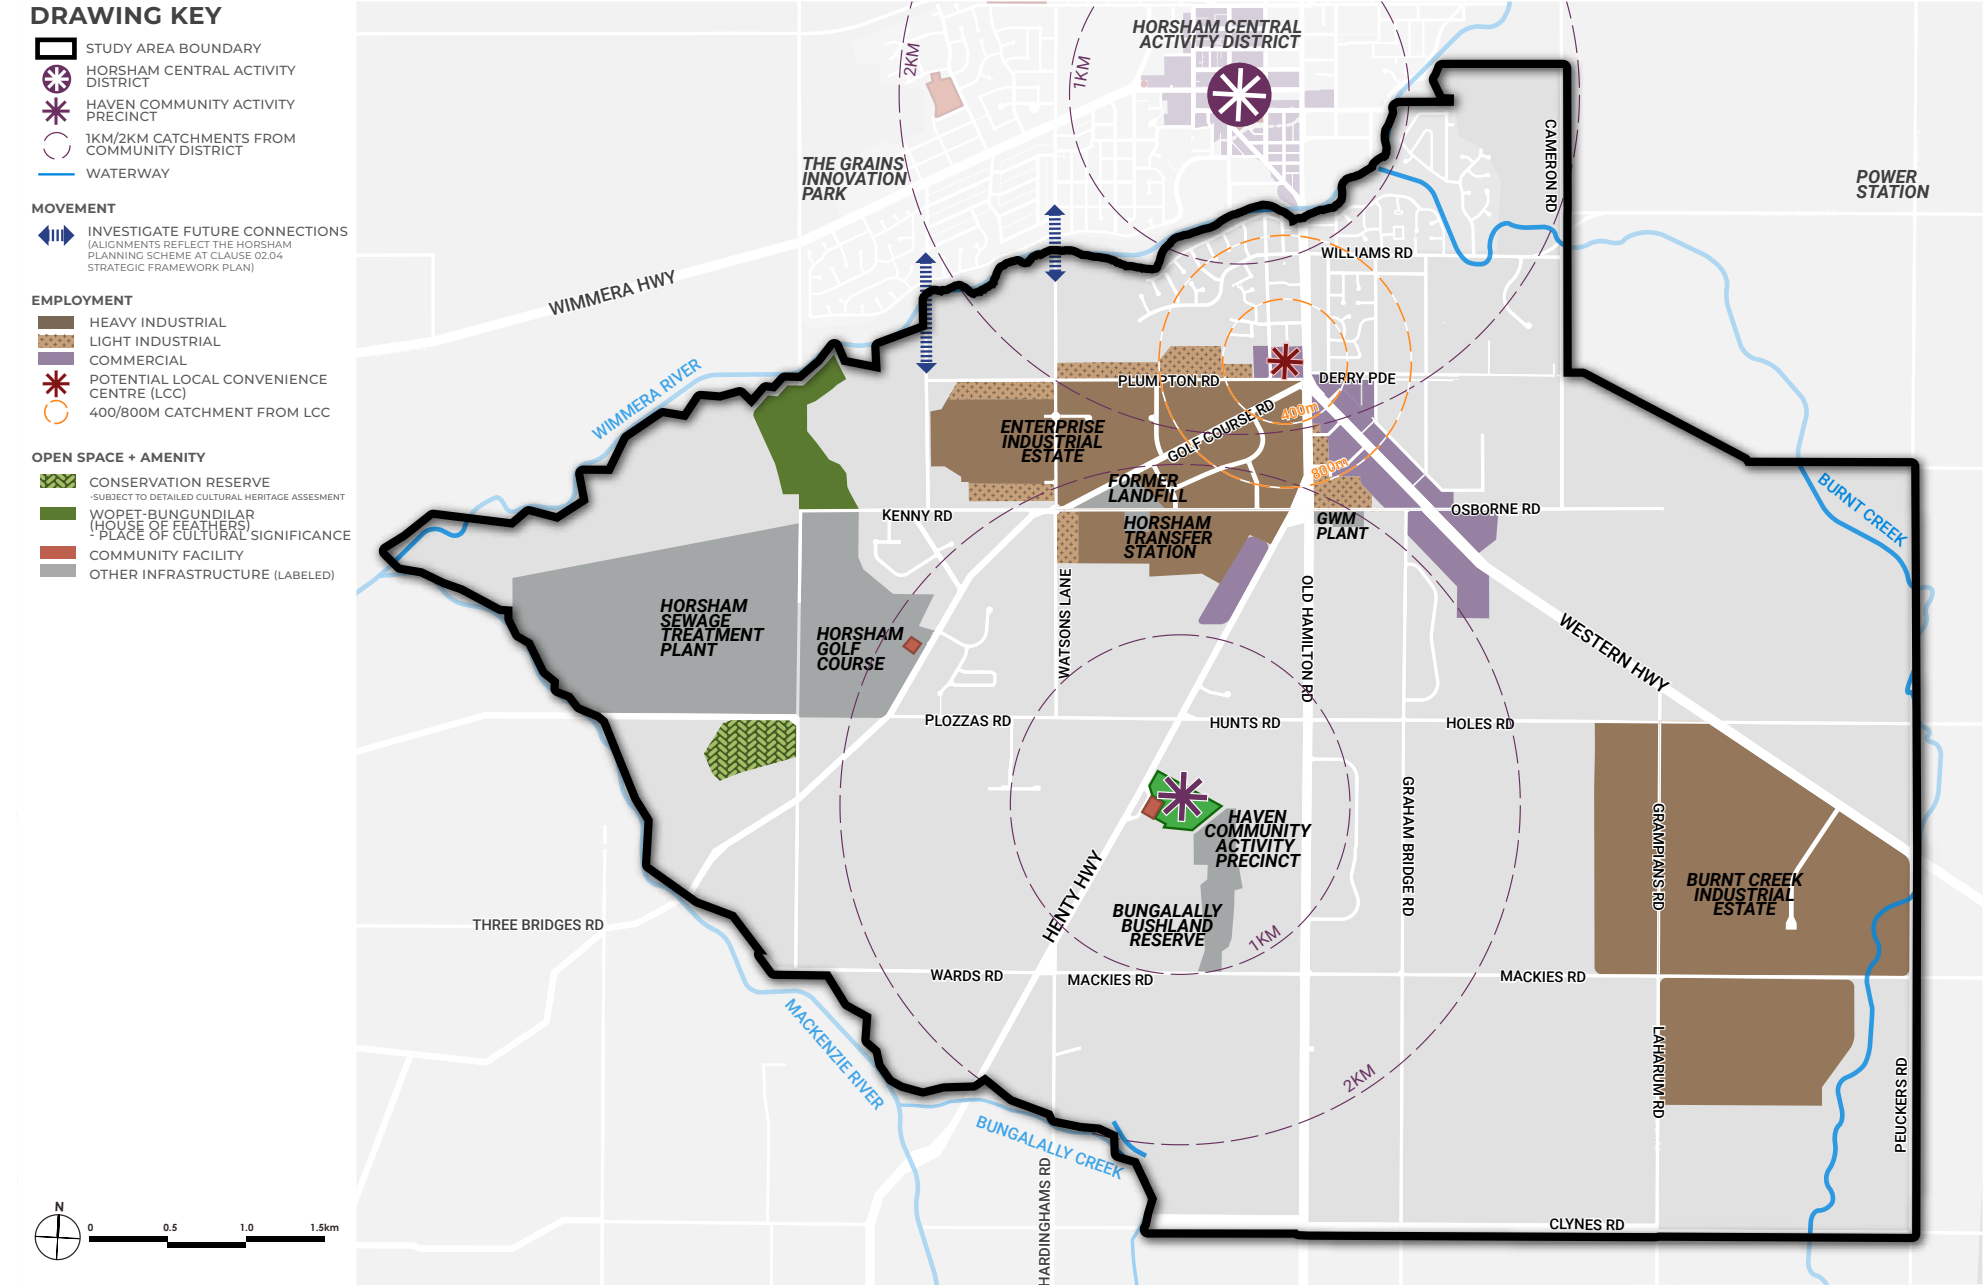 DRAWING KEY
STUDY AREA BOUNDARY
HORSHAM CENTRAL ACTIVITY
DISTRICT
HAVEN COMMUNITY ACTIVITY
PRECINCT
1KM/2KM CATCHMENTS FROM
COMMUNITY DISTRICT
WATERWAY
MOVEMENT
INVESTIGATE FUTURE CONNECTIONS
(ALIGNMENTS REFLECT THE HORSHAM
PLANNING SCHEME AT CLAUSE 02.04
STRATEGIC FRAMEWORK PLAN)
EMPLOYMENT
HEAVY INDUSTRIAL
LIGHT INDUSTRIAL
COMMERCIAL
POTENTIAL LOCAL CONVENIENCE
CENTRE (LCC)
400/800M CATCHMENT FROM LCC
OPEN SPACE + AMENITY
CONSERVATION RESERVE
-SUBJECT TO DETAILED CULTURAL HERITAGE ASSESMENT
WOPET-BUNGUNDILAR
(HOUSE OF FEATHERS)
- PLACE OF CULTURAL SIGNIFICANCE
COMMUNITY FACILITY
OTHER INFRASTRUCTURE (LABELED)
N
0
0.5
1.0
1.5km
HORSHAM CENTRAL
ACTIVITY DISTRICT
2KM
1KM
THE GRAINS
INNOVATION
PARK
CAMERON RD
POWER
STATION
WILLIAMS RD
WIMMERA HWY
WIMMERA RIVER
PLUMPTON RD
DERRY PDE
400m
GOLF COURSE RD
ENTERPRISE
INDUSTRIAL
ESTATE
800m
FORMER
LANDFILL
BURNT CREEK
KENNY RD
OSBORNE RD
HORSHAM
TRANSFER
STATION
GWM
PLANT
WATSONS LANE
OLD HAMILTON RD
HORSHAM
SEWAGE
TREATMENT
PLANT
HORSHAM
GOLF
COURSE
WESTERN HWY
PLOZZAS RD
HUNTS RD
HOLES RD
HAVEN
COMMUNITY
ACTIVITY
PRECINCT
GRAHAM BRIDGE RD
GRAMPIANS RD
HENTY HWY
BURNT CREEK
INDUSTRIAL
ESTATE
BUNGALALLY
BUSHLAND
RESERVE
1KM
THREE BRIDGES RD
WARDS RD
MACKIES RD
MACKIES RD
MACKENZIE RIVER
2KM
LAHARUM RD
PEUCKERS RD
BUNGALALLY CREEK
HARDINGHAMS RD
CLYNES RD